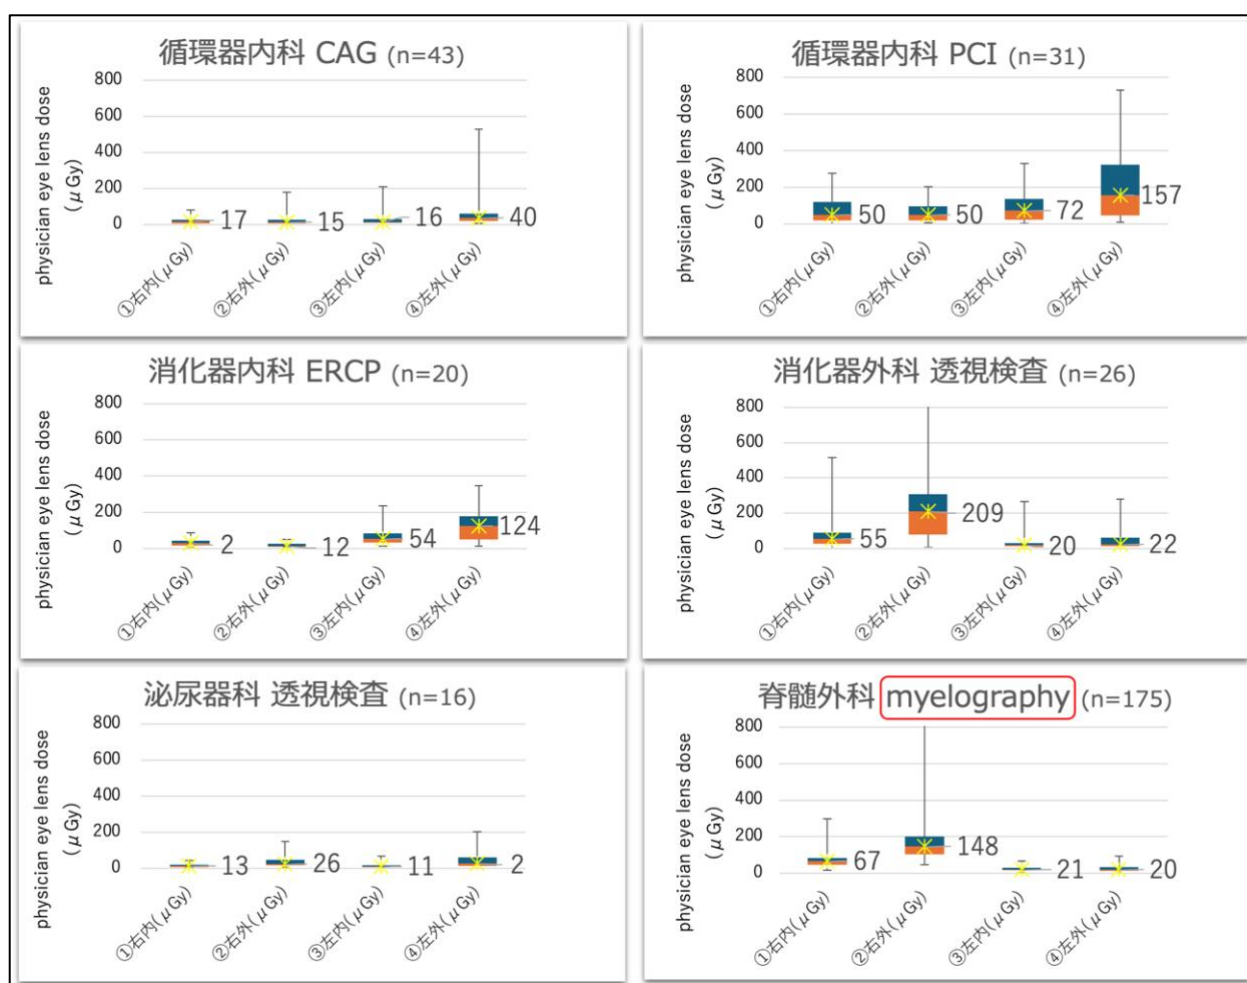 循環器内科 CAG (n=43)
physician eye lens dose
(μGy)
800
600
400
200
0
17
15
16
40
①右内(μGy)
②右外(μGy)
③左内(μGy)
④左外(μGy)
循環器内科 PCI (n=31)
physician eye lens dose
(μGy)
800
600
400
200
0
50
50
72
157
①右内(μGy)
②右外(μGy)
③左内(μGy)
④左外(μGy)
消化器内科 ERCP (n=20)
physician eye lens dose
(μGy)
800
600
400
200
0
2
12
54
124
①右内(μGy)
②右外(μGy)
③左内(μGy)
④左外(μGy)
消化器外科 透視検査 (n=26)
physician eye lens dose
(μGy)
800
600
400
200
0
55
209
20
22
①右内(μGy)
②右外(μGy)
③左内(μGy)
④左外(μGy)
泌尿器科 透視検査 (n=16)
physician eye lens dose
(μGy)
800
600
400
200
0
13
26
11
2
①右内(μGy)
②右外(μGy)
③左内(μGy)
④左外(μGy)
脊髄外科 myelography (n=175)
physician eye lens dose
(μGy)
800
600
400
200
0
67
148
21
20
①右内(μGy)
②右外(μGy)
③左内(μGy)
④左外(μGy)